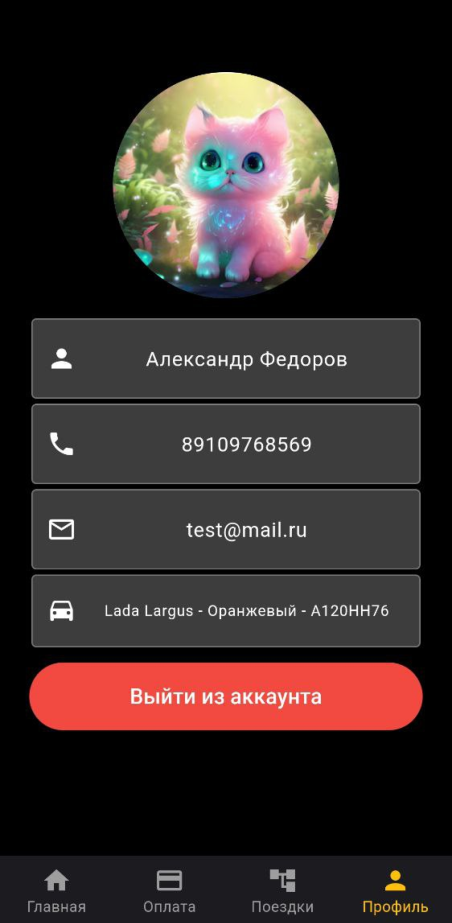 Александр Федоров
89109768569
test@mail.ru
Lada Largus - Оранжевый - А120НН76
Выйти из аккаунта
Главная
Оплата
Поездки
Профиль